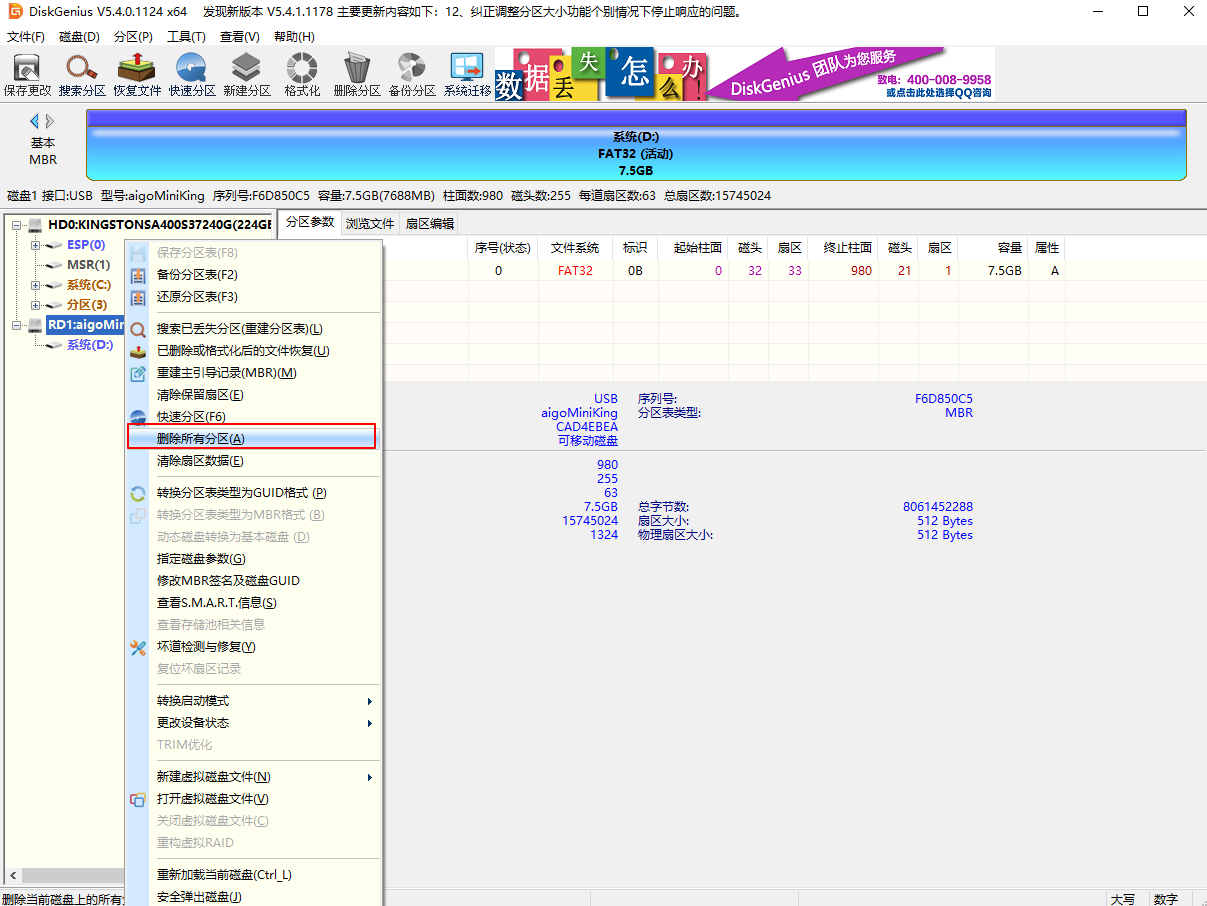 DiskGenius V5.4.0.1124 x64 发现新版本 V5.4.1.1178 主要更新内容如下：12、纠正调整分区大小功能个别情况下停止响应的问题。
文件(F) 磁盘(D) 分区(P) 工具(T) 查看(V) 帮助(H)
保存更改 搜索分区 恢复文件 快速分区 新建分区 格式化 删除分区 备份分区 系统迁移
数据丢失怎么办！
DiskGenius 团队为您服务
致电：400-008-9958
或点击此处选择QQ咨询
基本
MBR
系统(D:)
FAT32 (活动)
7.5GB
磁盘1 接口:USB 型号:aigoMiniKing 序列号:F6D850C5 容量:7.5GB(7688MB) 柱面数:980 磁头数:255 每道扇区数:63 总扇区数:15745024
HD0:KINGSTONSA400S37240G(224GE
ESP(0)
MSR(1)
系统(C:)
分区(3)
RD1:aigoMin
系统(D:)
分区参数 浏览文件 扇区编辑
序号(状态) 文件系统 标识 起始柱面 磁头 扇区 终止柱面 磁头 扇区 容量 属性
0 FAT32 0B 0 32 33 980 21 1 7.5GB A
保存分区表(F8)
备份分区表(F2)
还原分区表(F3)
搜索已丢失分区(重建分区表)(L)
已删除或格式化后的文件恢复(U)
重建主引导记录(MBR)(M)
清除保留扇区(E)
快速分区(F6)
删除所有分区(A)
清除扇区数据(E)
转换分区表类型为GUID格式 (P)
转换分区表类型为MBR格式 (B)
动态磁盘转换为基本磁盘 (D)
指定磁盘参数(G)
修改MBR签名及磁盘GUID
查看S.M.A.R.T.信息(S)
查看存储池相关信息
坏道检测与修复(Y)
复位坏扇区记录
转换启动模式
更改设备状态
TRIM优化
新建虚拟磁盘文件(N)
打开虚拟磁盘文件(V)
关闭虚拟磁盘文件(C)
重构虚拟RAID
重新加载当前磁盘(Ctrl_L)
安全弹出磁盘(J)
USB 序列号: F6D850C5
aigoMiniKing 分区表类型: MBR
CAD4EBEA
可移动磁盘
980
255
63
7.5GB 总字节数: 8061452288
15745024 扇区大小: 512 Bytes
1324 物理扇区大小: 512 Bytes
删除当前磁盘上的所有
大写 数字